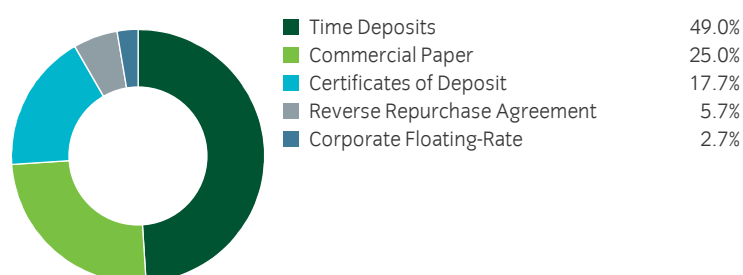 Time Deposits 49.0%
Commercial Paper 25.0%
Certificates of Deposit 17.7%
Reverse Repurchase Agreement 5.7%
Corporate Floating-Rate 2.7%